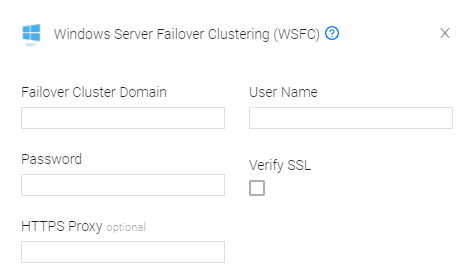 Windows Server Failover Clustering (WSFC)
Failover Cluster Domain
User Name
Password
Verify SSL
HTTPS Proxy optional